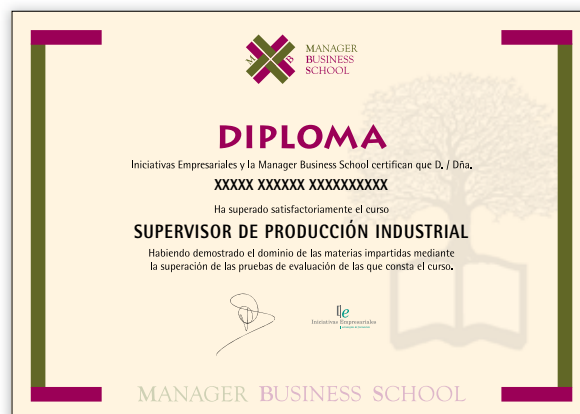 MANAGER
BUSINESS
SCHOOL
M B
DIPLOMA
Iniciativas Empresariales y la Manager Business School certifican que D. / Dña.
XXXXX XXXXXX XXXXXXXXXX
Ha superado satisfactoriamente el curso
SUPERVISOR DE PRODUCCIÓN INDUSTRIAL
Habiendo demostrado el dominio de las materias impartidas mediante
la superación de las pruebas de evaluación de las que consta el curso.
Iniciativas Empresariales
MANAGER BUSINESS SCHOOL